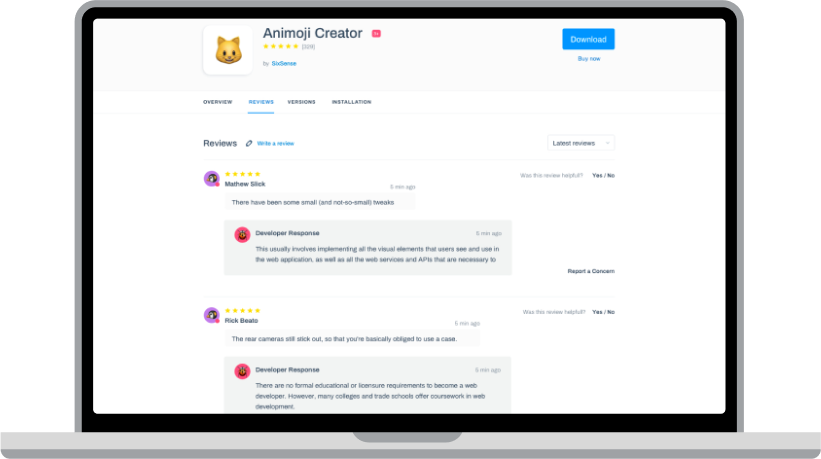 Animoji Creator
(329)
by SixSense
Download
Buy now
OVERVIEW REVIEWS VERSIONS INSTALLATION
Reviews Write a review
Latest reviews
Mathew Slick
5 min ago
Was this review helpful? Yes / No
There have been some small (and not-so-small) tweaks
Developer Response 5 min ago
This usually involves implementing all the visual elements that users see and use in
the web application, as well as all the web services and APIs that are necessary to
Report a Concern
Rick Beato
5 min ago
Was this review helpful? Yes / No
The rear cameras still stick out, so that you're basically obliged to use a case.
Developer Response 5 min ago
There are no formal educational or licensure requirements to become a web
developer. However, many colleges and trade schools offer coursework in web
development.